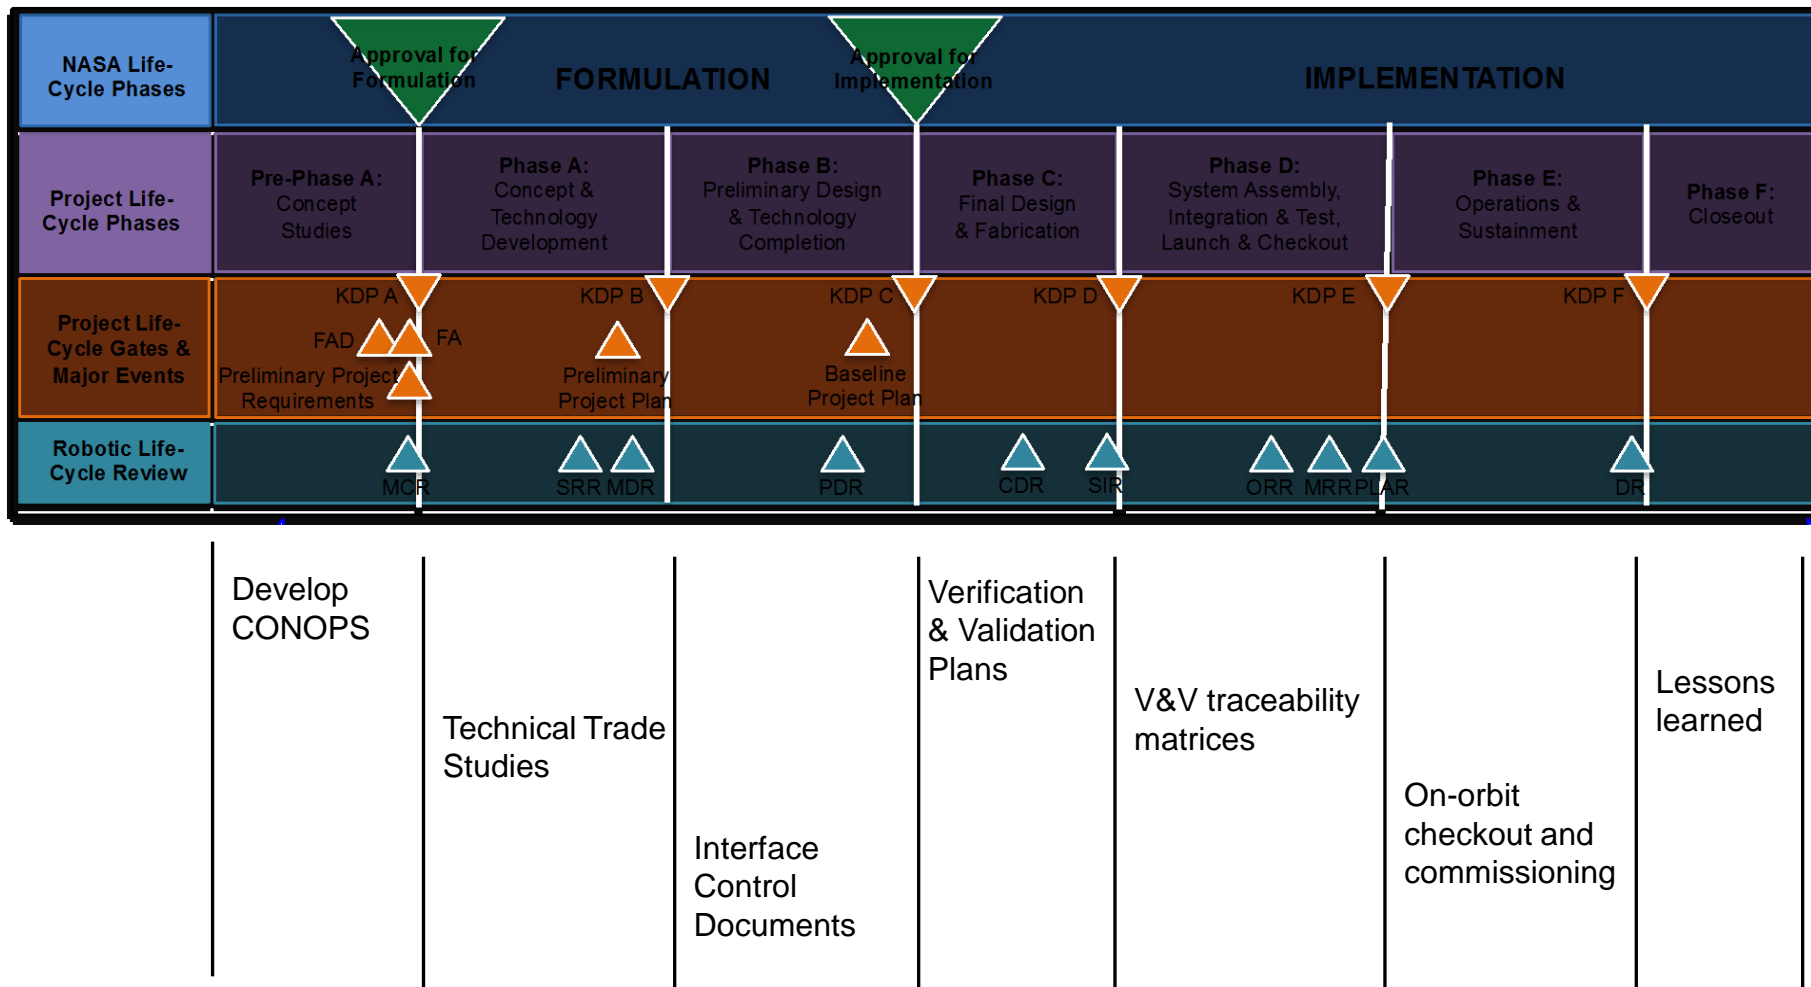 NASA Life-
Cycle Phases
Approval for
Formulation
FORMULATION
Approval for
Implementation
IMPLEMENTATION
Project Life-
Cycle Phases
Pre-Phase A:
Concept
Studies
Phase A:
Concept &
Technology
Development
Phase B:
Preliminary Design
& Technology
Completion
Phase C:
Final Design
& Fabrication
Phase D:
System Assembly,
Integration & Test,
Launch & Checkout
Phase E:
Operations &
Sustainment
Phase F:
Closeout
Project Life-
Cycle Gates &
Major Events
KDP A
KDP B
KDP C
KDP D
KDP E
KDP F
FAD
FA
Preliminary Project
Requirements
Preliminary
Project Plan
Baseline
Project Plan
Robotic Life-
Cycle Review
MCR
SRR
MDR
PDR
CDR
SIR
ORR
MRR
PLAR
DR
Develop
CONOPS
Technical Trade
Studies
Interface
Control
Documents
Verification
& Validation
Plans
V&V traceability
matrices
On-orbit
checkout and
commissioning
Lessons
learned